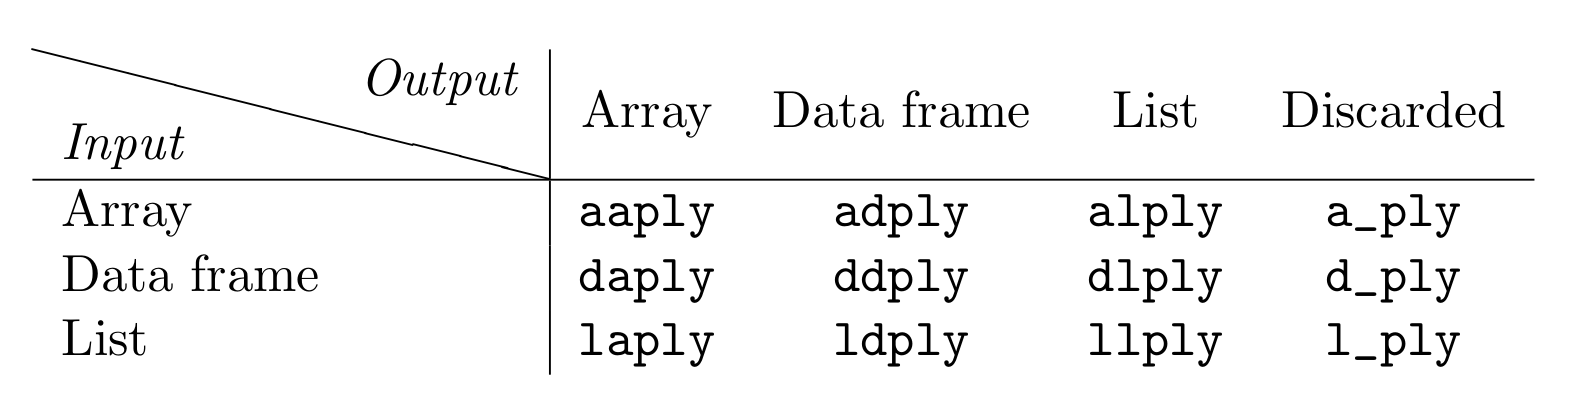 Output
Input
Array Data frame List Discarded
Array aaply adply alply a_ply
Data frame daply ddply dlply d_ply
List laply ldply llply l_ply